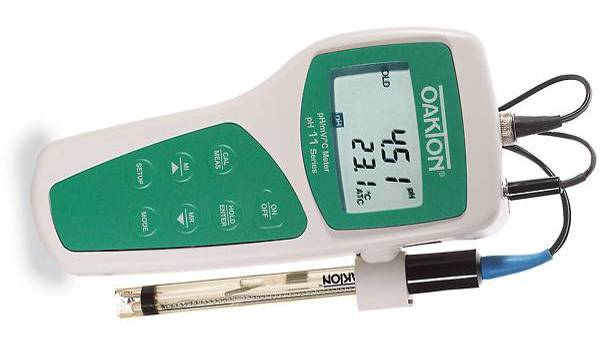 OAKTON®
HOLD
pH
4.51 pH
23.1 °C
ATC
pH/mV/°C Meter
pH 11 Series
ON
OFF
CAL
MEAS
HOLD
ENTER
MI
MR
SETUP
MODE
OAKTON